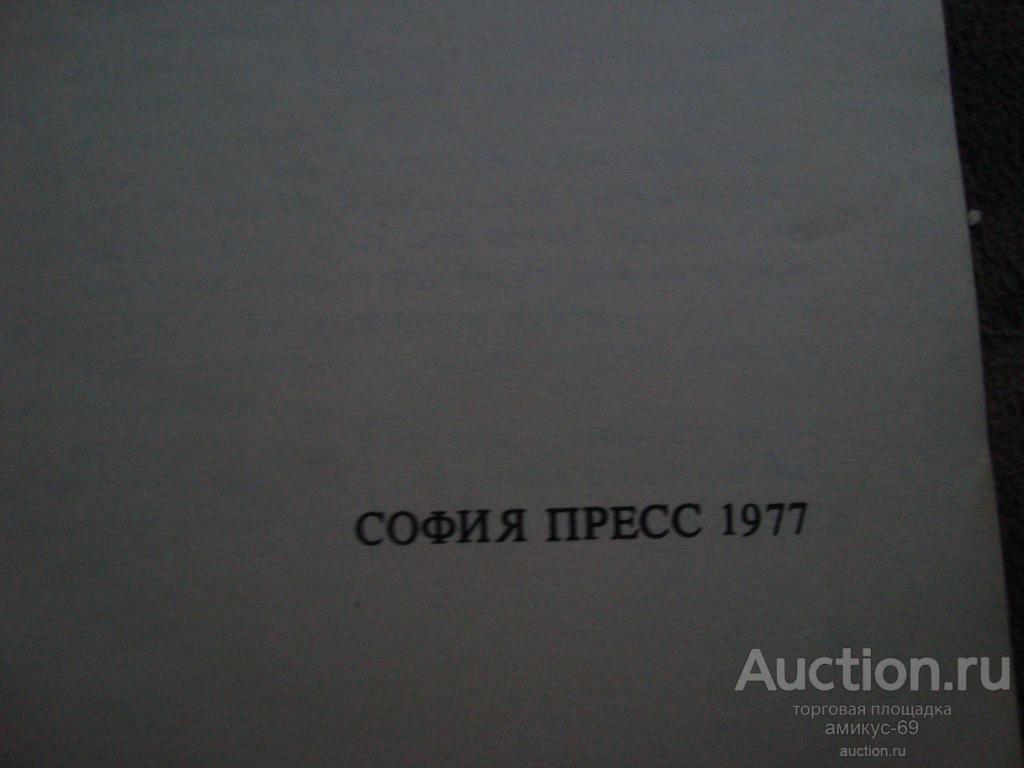 СОФИЯ ПРЕСС 1977
Auction.ru
торговая площадка
амикус-69
auction.ru